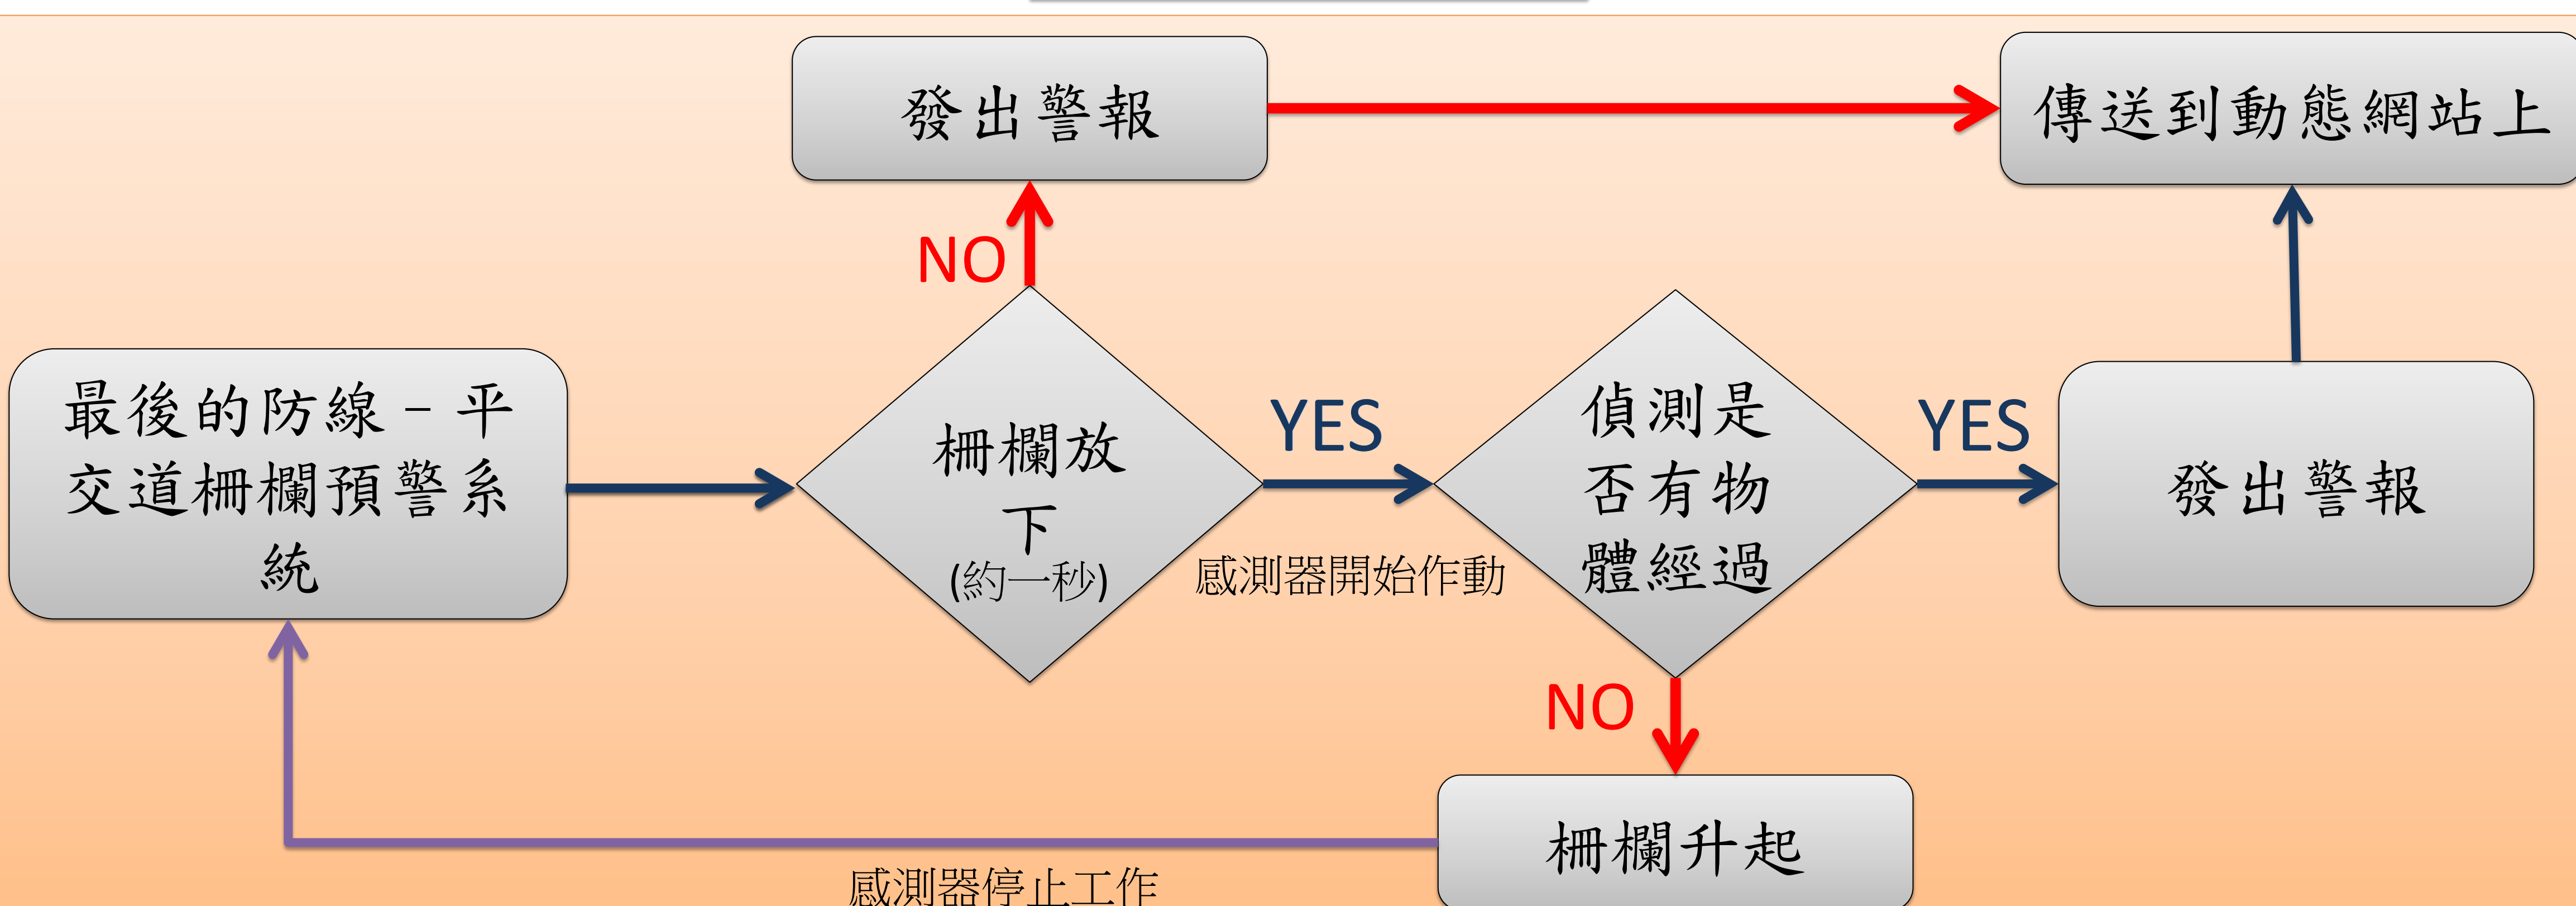 發出警報
傳送到動態網站上
NO
最後的防線－平
交道柵欄預警系
統
柵欄放
下
(約一秒)
YES
感測器開始作動
偵測是
否有物
體經過
YES
發出警報
NO
柵欄升起
感測器停止工作